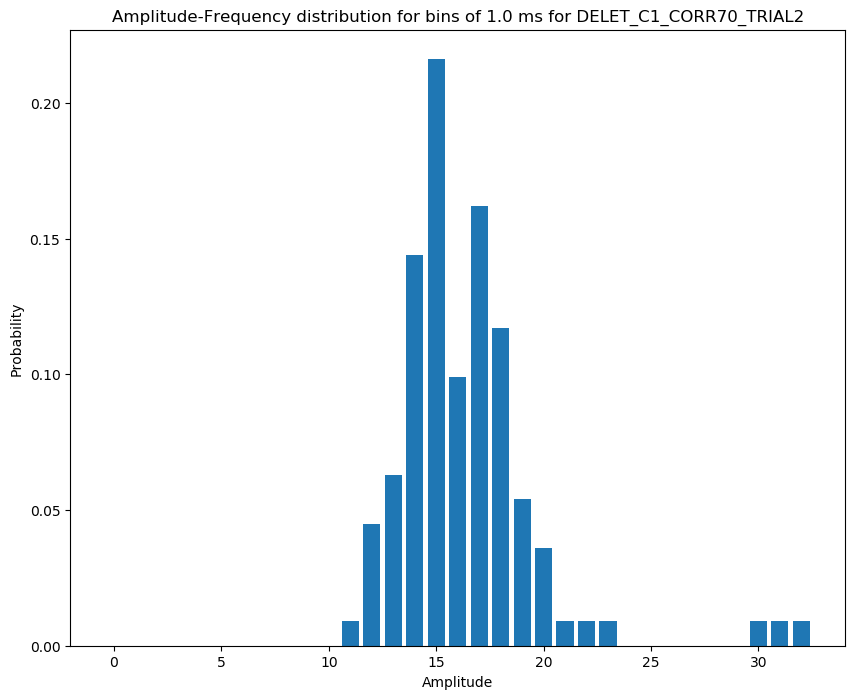 Amplitude-Frequency distribution for bins of 1.0 ms for DELET_C1_CORR70_TRIAL2
0.20
0.15
Probability
0.10
0.05
0.00
0 5 10 15 20 25 30
Amplitude